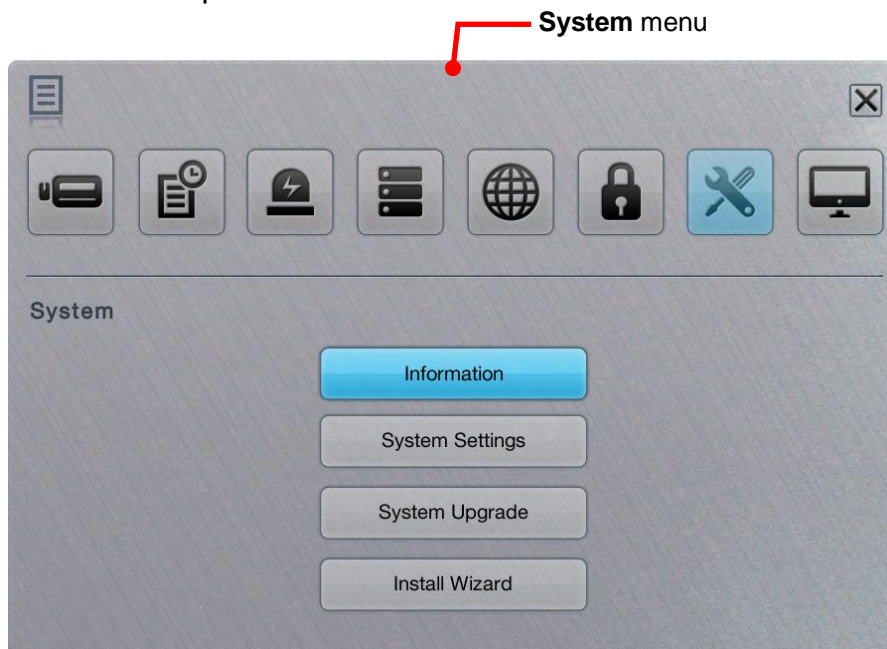 System menu
System
Information
System Settings
System Upgrade
Install Wizard